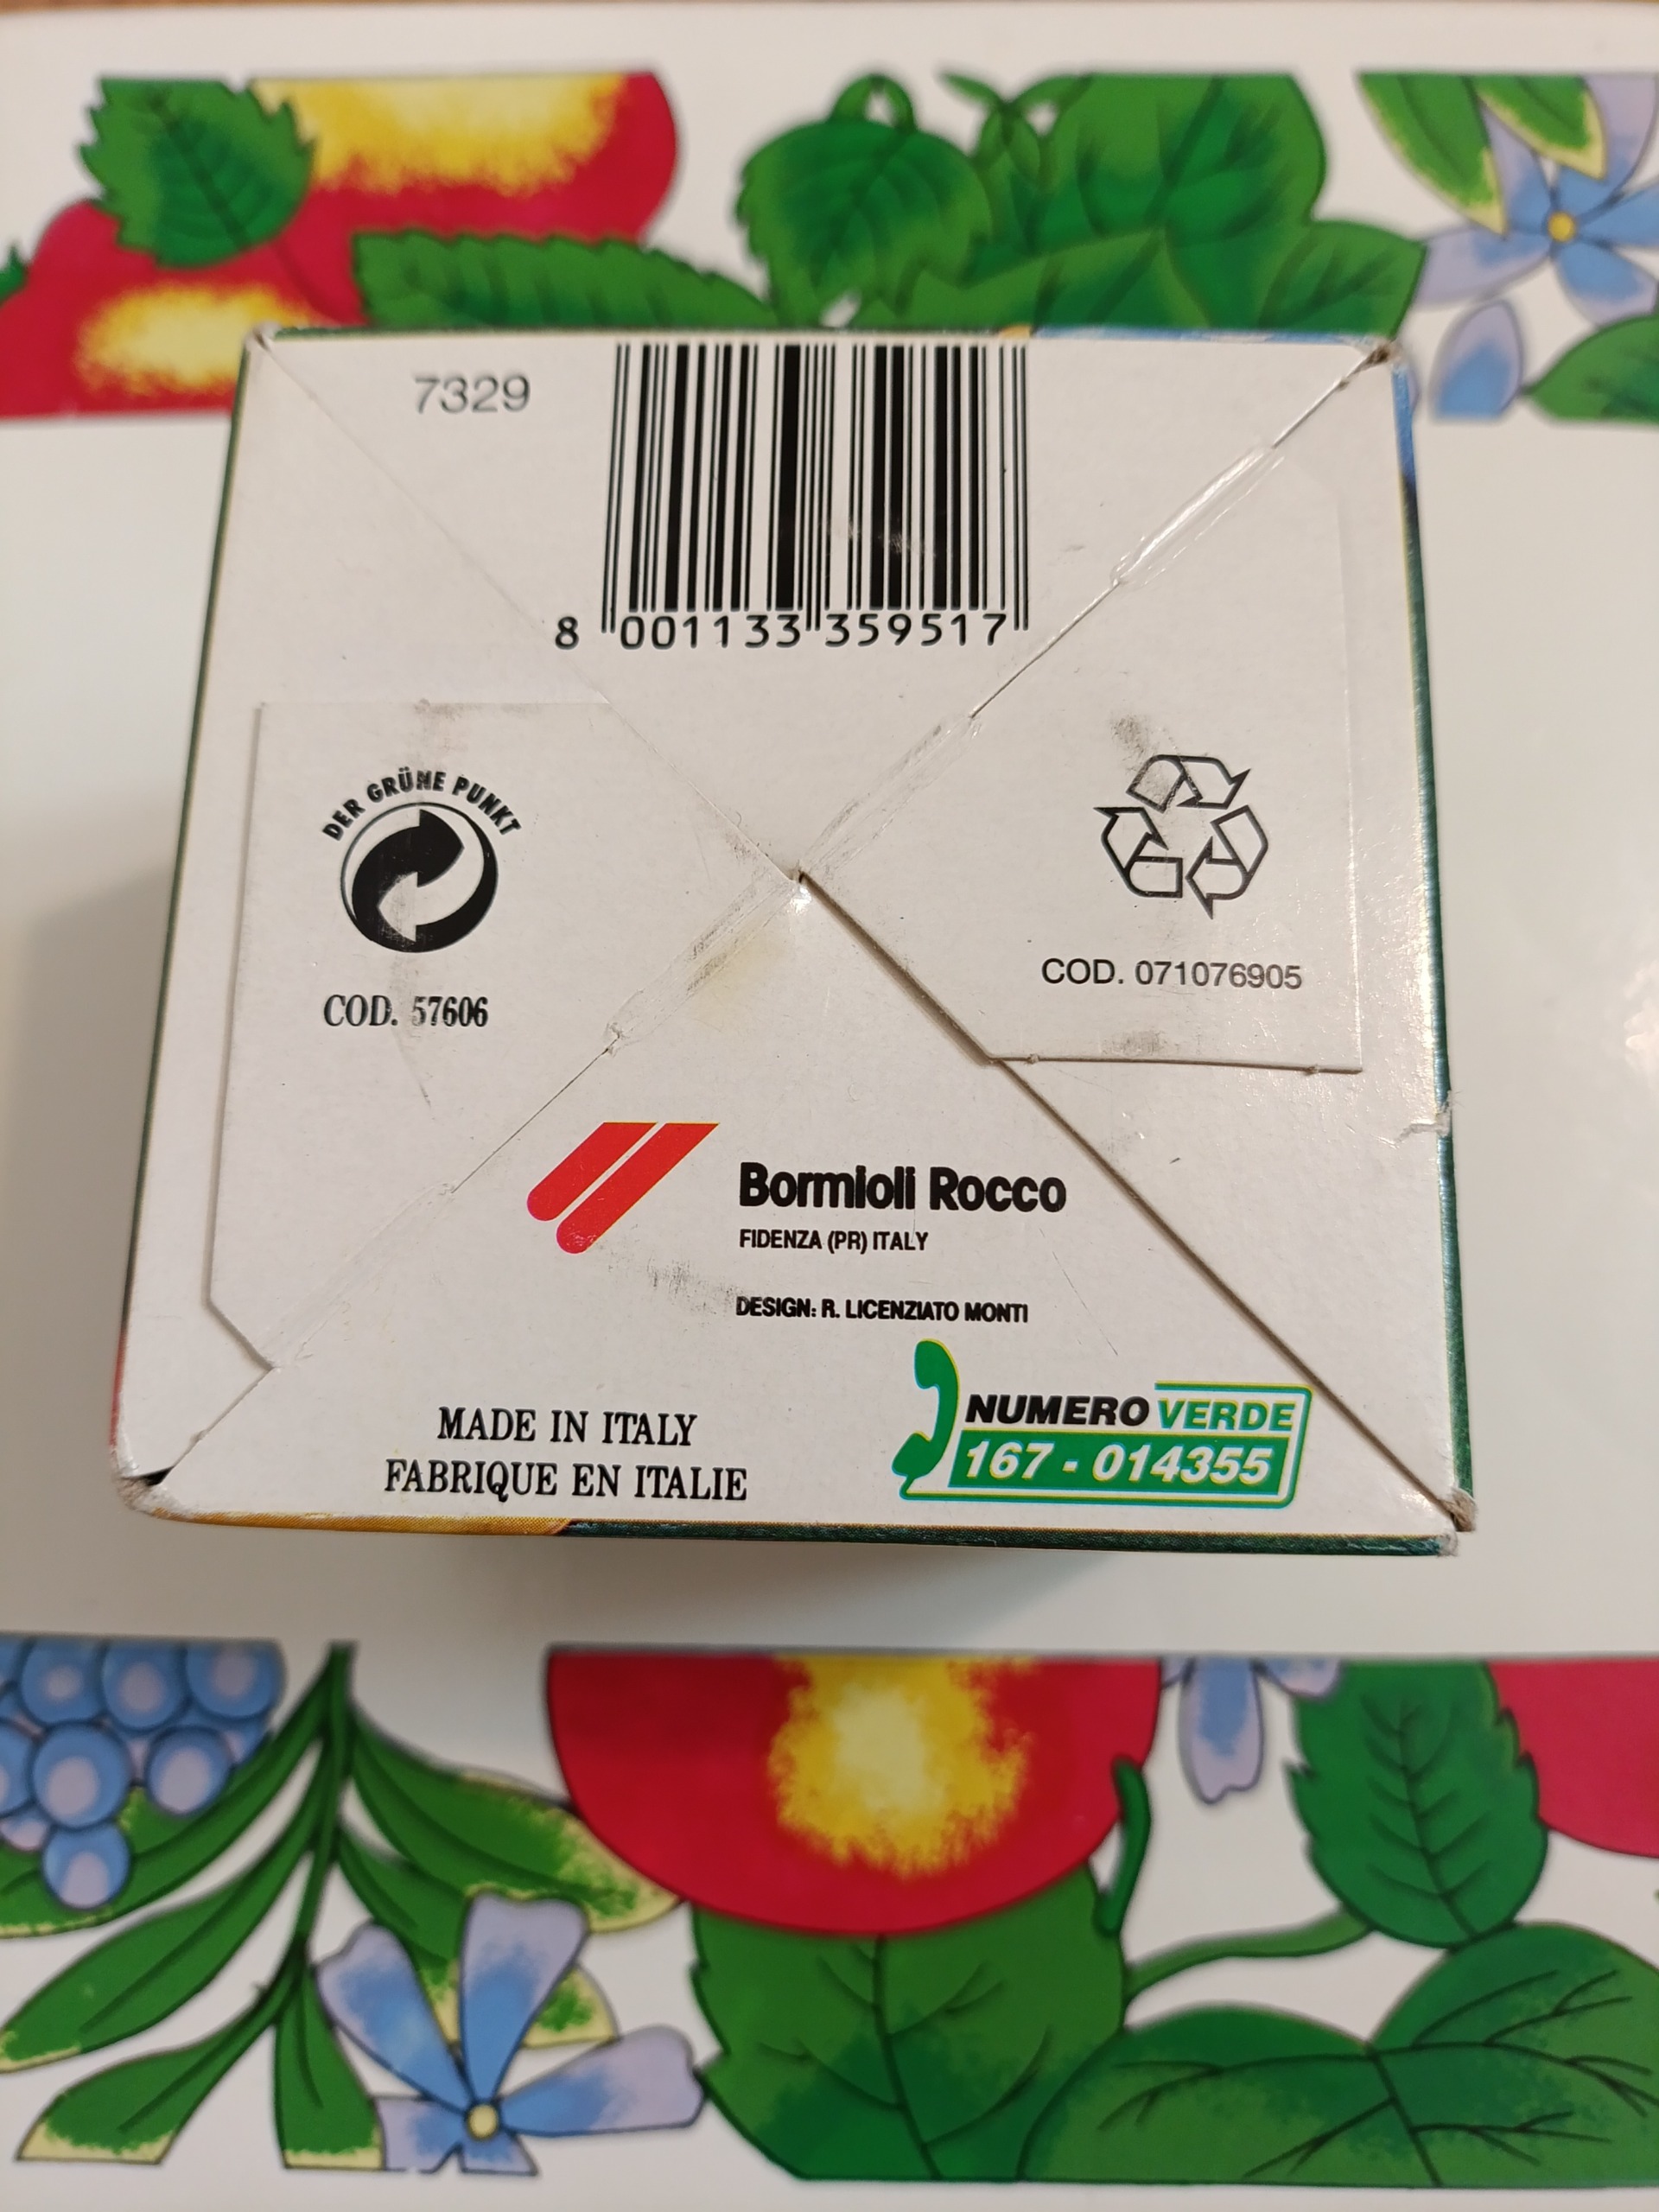 7329
8 001133 359517
DER GRÜNE PUNKT
COD. 57606
COD. 071076905
Bormioli Rocco
FIDENZA (PR) ITALY
DESIGN: R. LICENZIATO MONTI
MADE IN ITALY
FABRIQUE EN ITALIE
NUMERO VERDE
167 - 014355